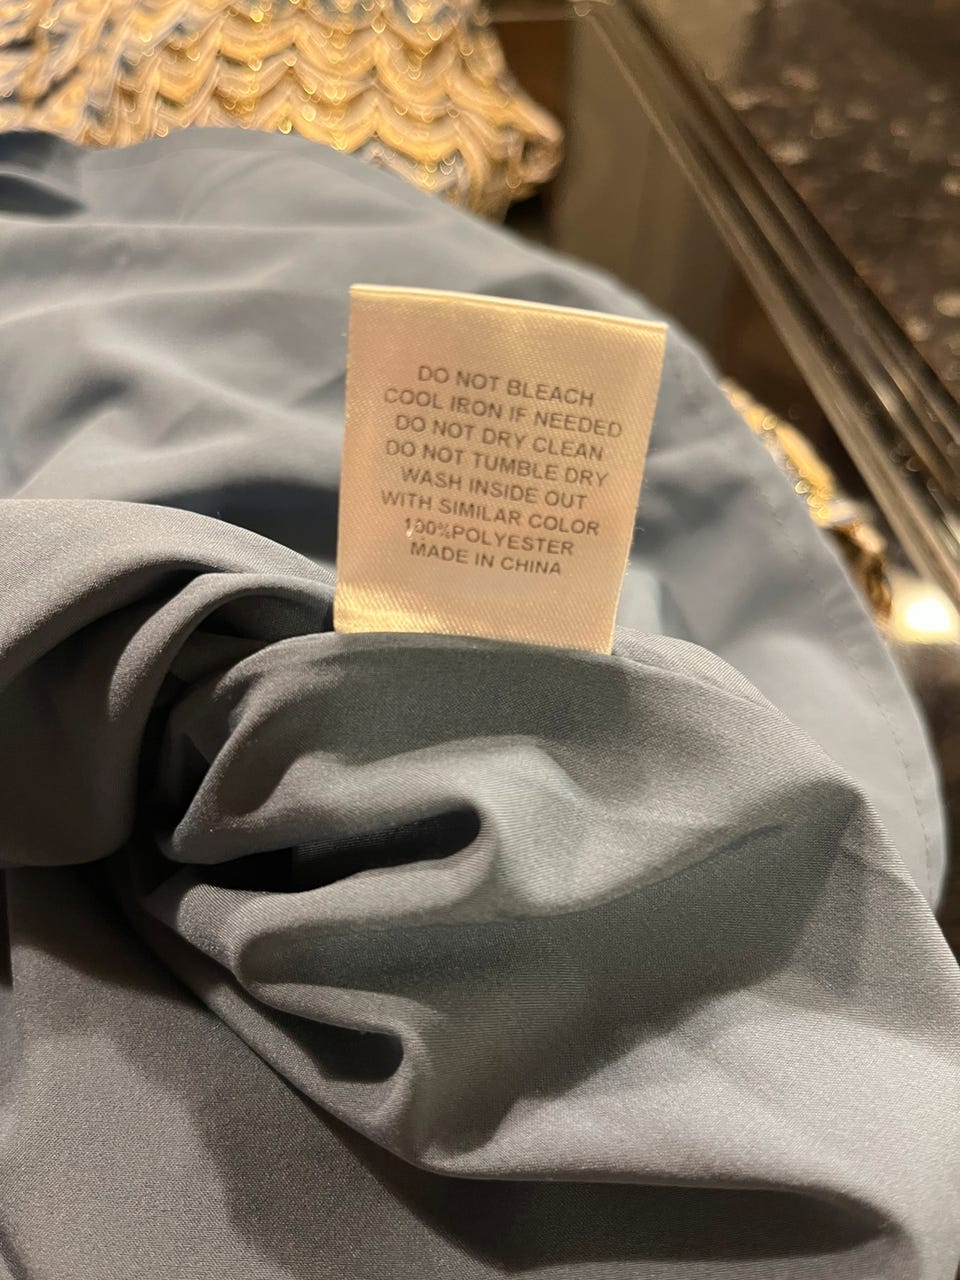 DO NOT BLEACH
COOL IRON IF NEEDED
DO NOT DRY CLEAN
DO NOT TUMBLE DRY
WASH INSIDE OUT
WITH SIMILAR COLOR
100%POLYESTER
MADE IN CHINA